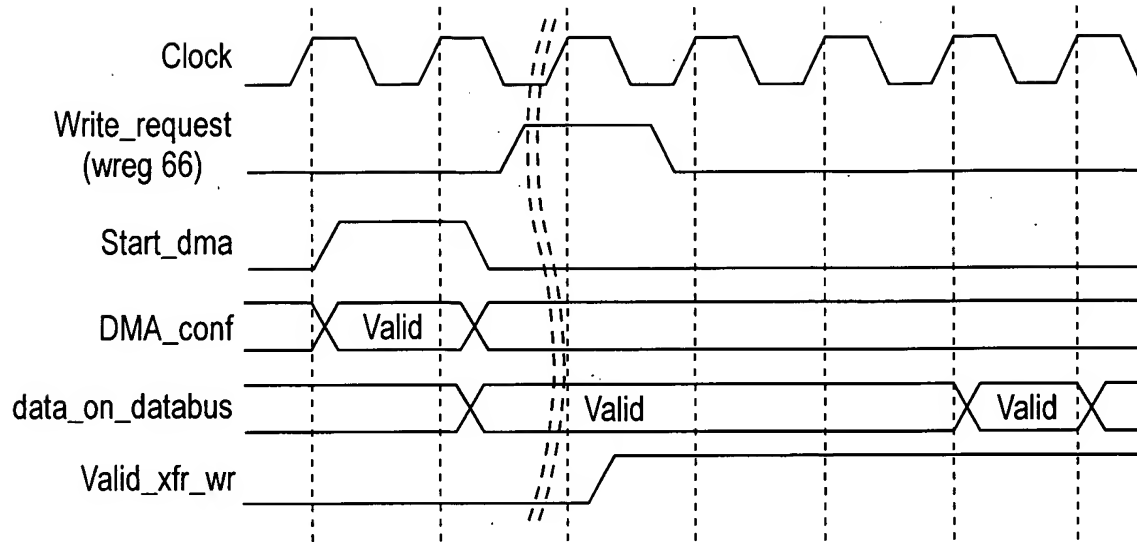 Clock
Write_request
(wreg 66)
Start_dma
DMA_conf
Valid
data_on_databus
Valid
Valid
Valid_xfr_wr